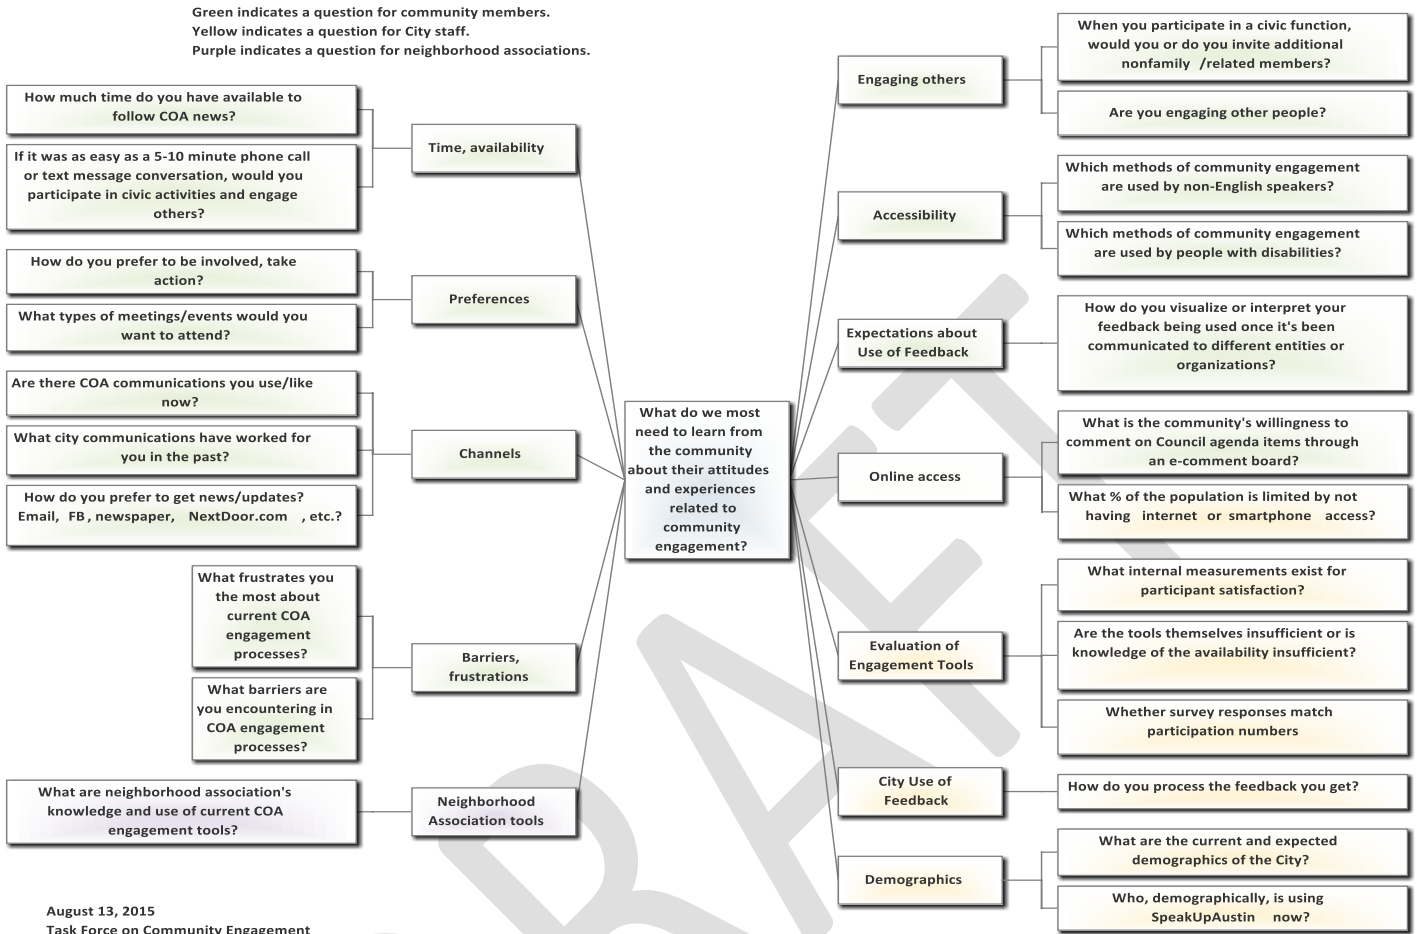 Green indicates a question for community members.
Yellow indicates a question for City staff.
Purple indicates a question for neighborhood associations.
How much time do you have available to
follow COA news?
If it was as easy as a 5-10 minute phone call
or text message conversation, would you
participate in civic activities and engage
others?
Time, availability
How do you prefer to be involved, take
action?
What types of meetings/events would you
want to attend?
Preferences
Are there COA communications you use/like
now?
What city communications have worked for
you in the past?
How do you prefer to get news/updates?
Email, FB, newspaper, NextDoor.com , etc.?
Channels
What frustrates you
the most about
current COA
engagement
processes?
What barriers are
you encountering in
COA engagement
processes?
Barriers,
frustrations
What are neighborhood association's
knowledge and use of current COA
engagement tools?
Neighborhood
Association tools
What do we most
need to learn from
the community
about their attitudes
and experiences
related to
community
engagement?
Engaging others
When you participate in a civic function,
would you or do you invite additional
nonfamily /related members?
Are you engaging other people?
Accessibility
Which methods of community engagement
are used by non-English speakers?
Which methods of community engagement
are used by people with disabilities?
Expectations about
Use of Feedback
How do you visualize or interpret your
feedback being used once it's been
communicated to different entities or
organizations?
Online access
What is the community's willingness to
comment on Council agenda items through
an e-comment board?
What % of the population is limited by not
having internet or smartphone access?
Evaluation of
Engagement Tools
What internal measurements exist for
participant satisfaction?
Are the tools themselves insufficient or is
knowledge of the availability insufficient?
Whether survey responses match
participation numbers
City Use of
Feedback
How do you process the feedback you get?
Demographics
What are the current and expected
demographics of the City?
Who, demographically, is using
SpeakUpAustin now?
August 13, 2015
Task Force on Community Engagement
DRAFT